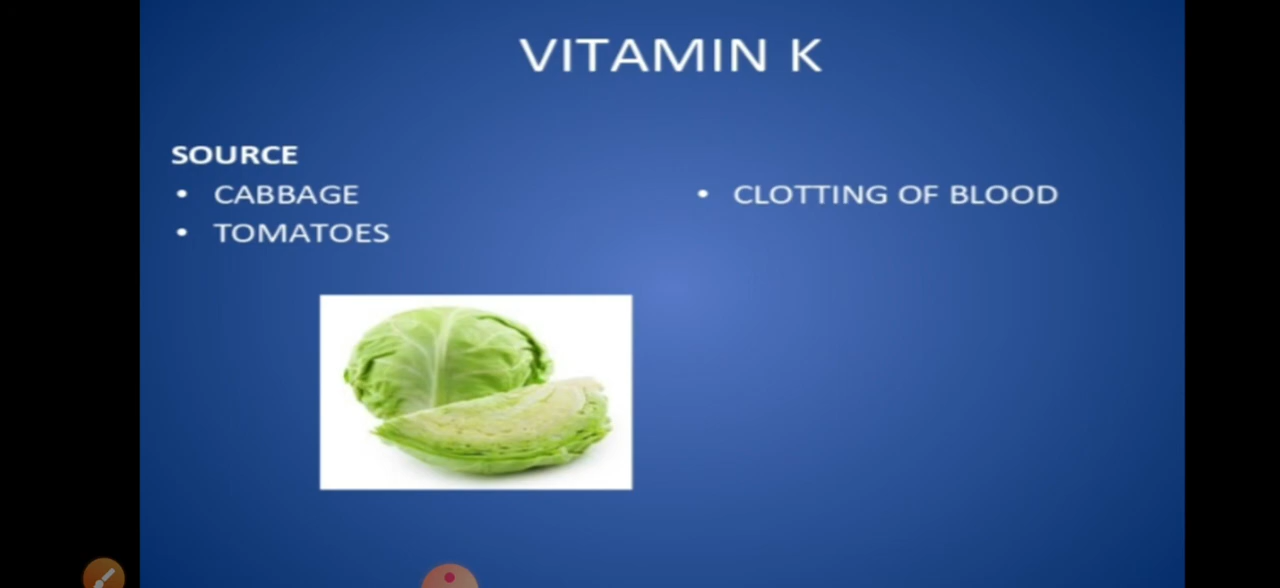 VITAMIN K
SOURCE
• CABBAGE
• TOMATOES
• CLOTTING OF BLOOD